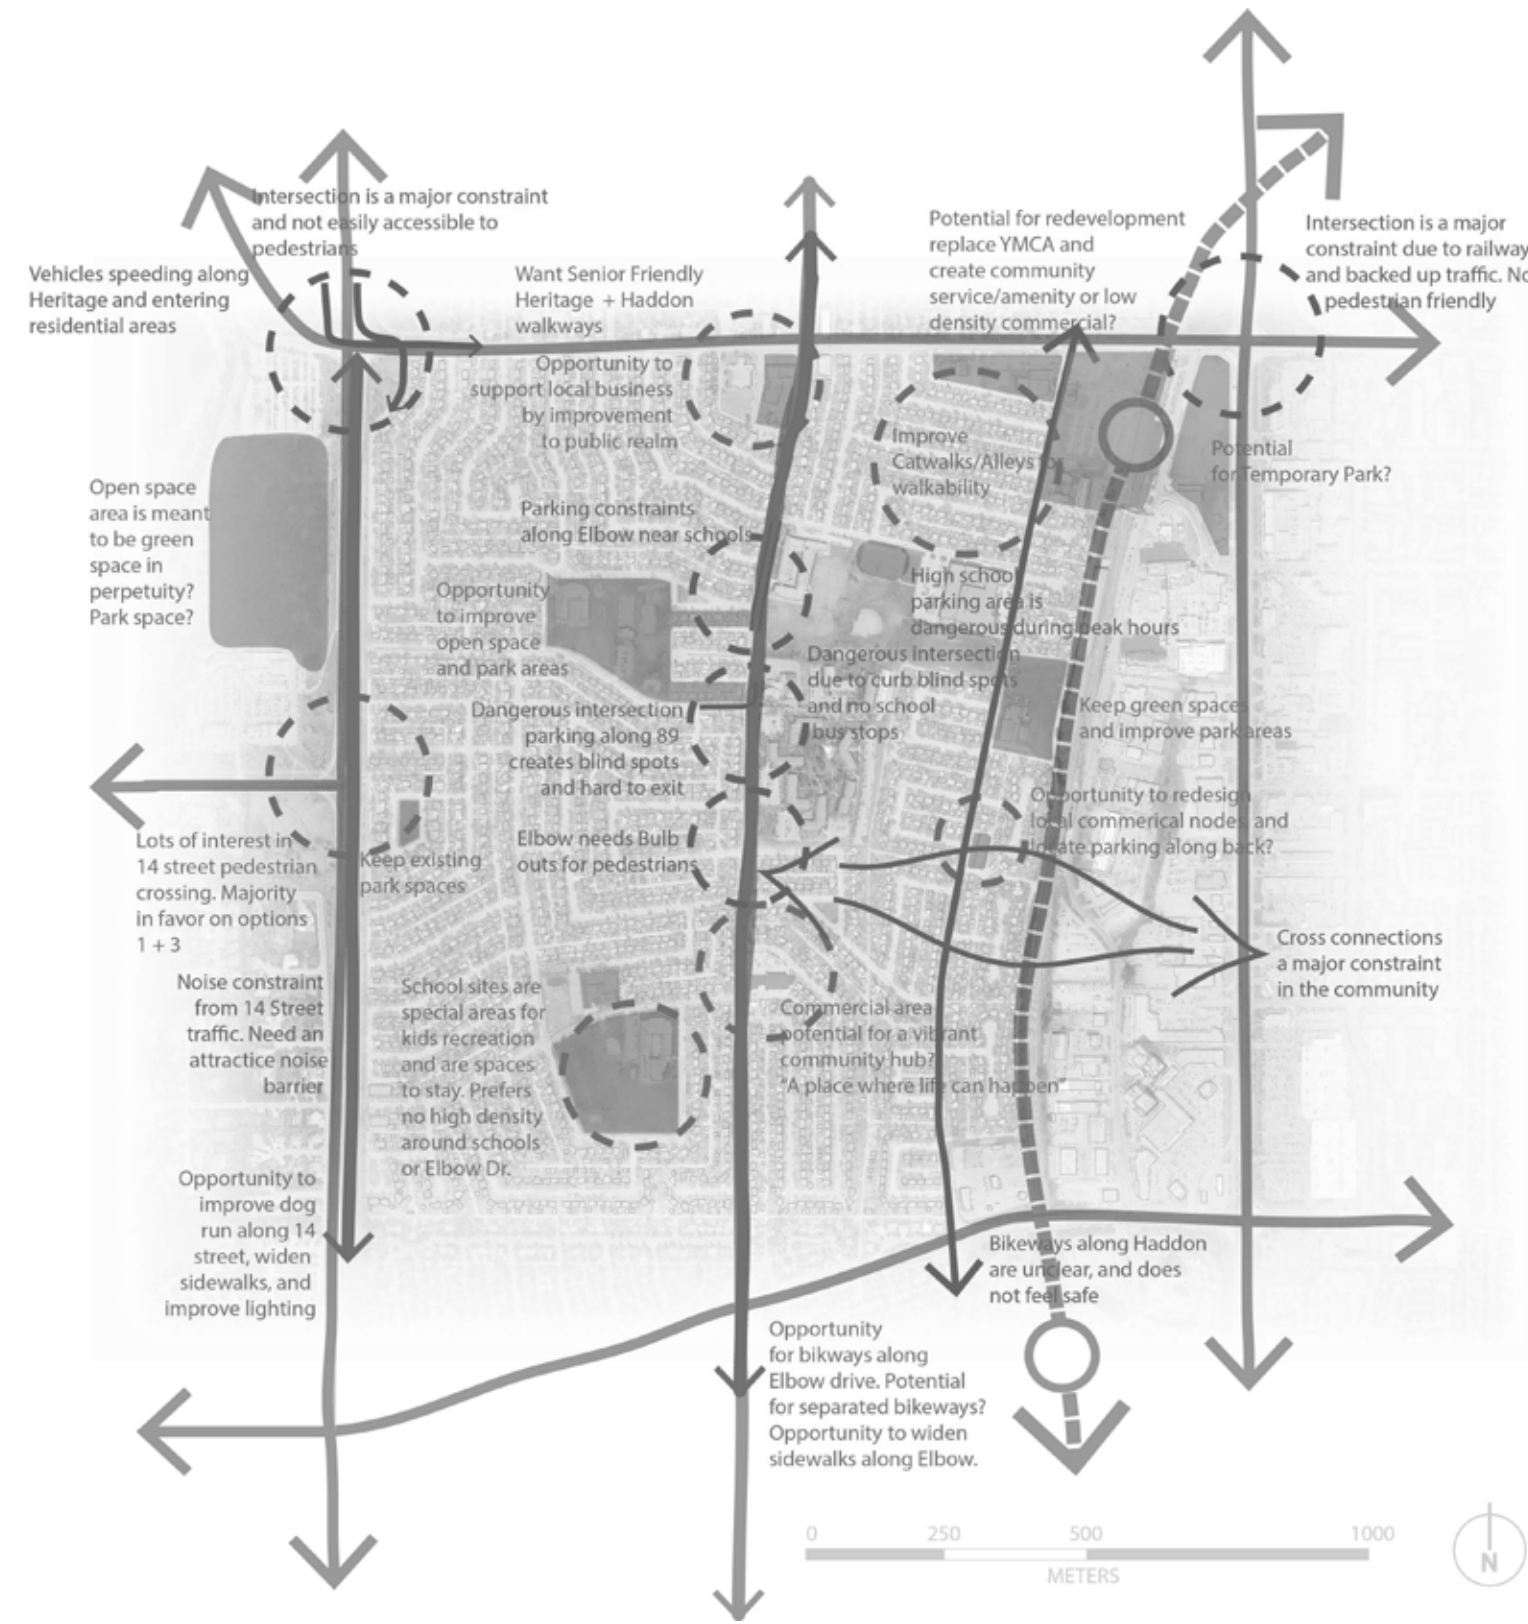 Intersection is a major constraint
and not easily accessible to
pedestrians
Vehicles speeding along
Heritage and entering
residential areas
Want Senior Friendly
Heritage + Haddon
walkways
Potential for redevelopment
replace YMCA and
create community
service/amenity or low
density commercial?
Intersection is a major
constraint due to railway
and backed up traffic. No
pedestrian friendly
Opportunity to
support local business
by improvement
to public realm
Improve
Catwalks/Alleys for
walkability
Potential
for Temporary Park?
Open space
area is meant
to be green
space in
perpetuity?
Park space?
Parking constraints
along Elbow near schools
Opportunity
to improve
open space
and park areas
High school
parking area is
dangerous during peak hours
Dangerous intersection
due to curb blind spots
and no school
bus stops
Dangerous intersection
parking along 89
creates blind spots
and hard to exit
Keep green spaces
and improve park areas
Elbow needs Bulb
outs for pedestrians
Opportunity to redesign
local commerical nodes, and
locate parking along back?
Lots of interest in
14 street pedestrian
crossing. Majority
in favor on options
1 + 3
Keep existing
park spaces
Cross connections
a major constraint
in the community
Noise constraint
from 14 Street
traffic. Need an
attractice noise
barrier
School sites are
special areas for
kids recreation
and are spaces
to stay. Prefers
no high density
around schools
or Elbow Dr.
Commercial area
potential for a vibrant
community hub?
"A place where life can happen"
Opportunity to
improve dog
run along 14
street, widen
sidewalks, and
improve lighting
Bikeways along Haddon
are unclear, and does
not feel safe
Opportunity
for bikways along
Elbow drive. Potential
for separated bikeways?
Opportunity to widen
sidewalks along Elbow.
0 250 500 1000
METERS
N